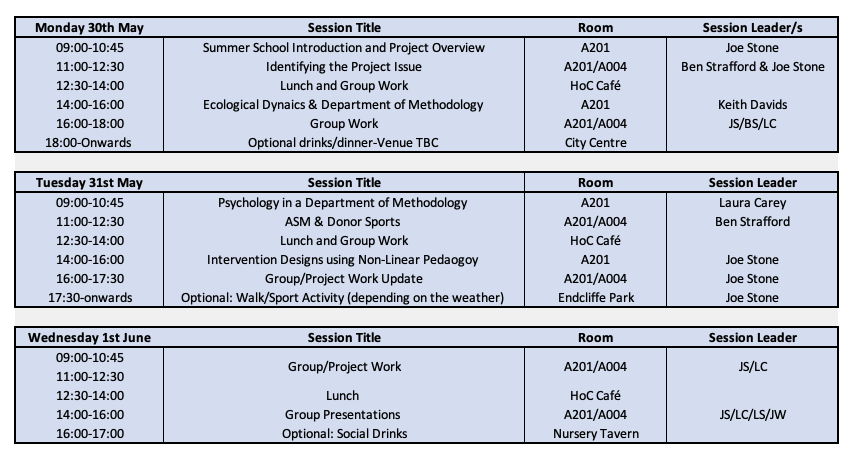 Monday 30th May Session Title Room Session Leader/s
09:00-10:45 Summer School Introduction and Project Overview A201 Joe Stone
11:00-12:30 Identifying the Project Issue A201/A004 Ben Strafford & Joe Stone
12:30-14:00 Lunch and Group Work HoC Café
14:00-16:00 Ecological Dynaics & Department of Methodology A201 Keith Davids
16:00-18:00 Group Work A201/A004 JS/BS/LC
18:00-Onwards Optional drinks/dinner-Venue TBC City Centre
Tuesday 31st May Session Title Room Session Leader
09:00-10:45 Psychology in a Department of Methodology A201 Laura Carey
11:00-12:30 ASM & Donor Sports A201/A004 Ben Strafford
12:30-14:00 Lunch and Group Work HoC Café
14:00-16:00 Intervention Designs using Non-Linear Pedaogoy A201 Joe Stone
16:00-17:30 Group/Project Work Update A201/A004 Joe Stone
17:30-onwards Optional: Walk/Sport Activity (depending on the weather) Endcliffe Park Joe Stone
Wednesday 1st June Session Title Room Session Leader
09:00-10:45
Group/Project Work A201/A004 JS/LC
11:00-12:30
12:30-14:00 Lunch HoC Café
14:00-16:00 Group Presentations A201/A004 JS/LC/LS/JW
16:00-17:00 Optional: Social Drinks Nursery Tavern